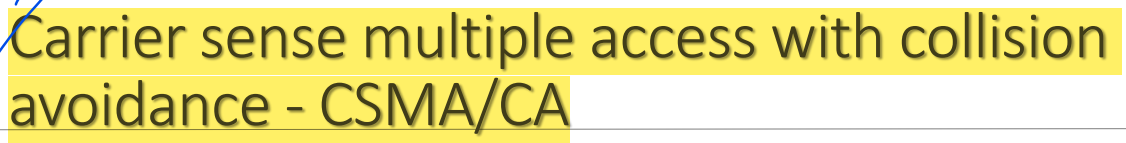 Carrier sense multiple access with collision
avoidance - CSMA/CA